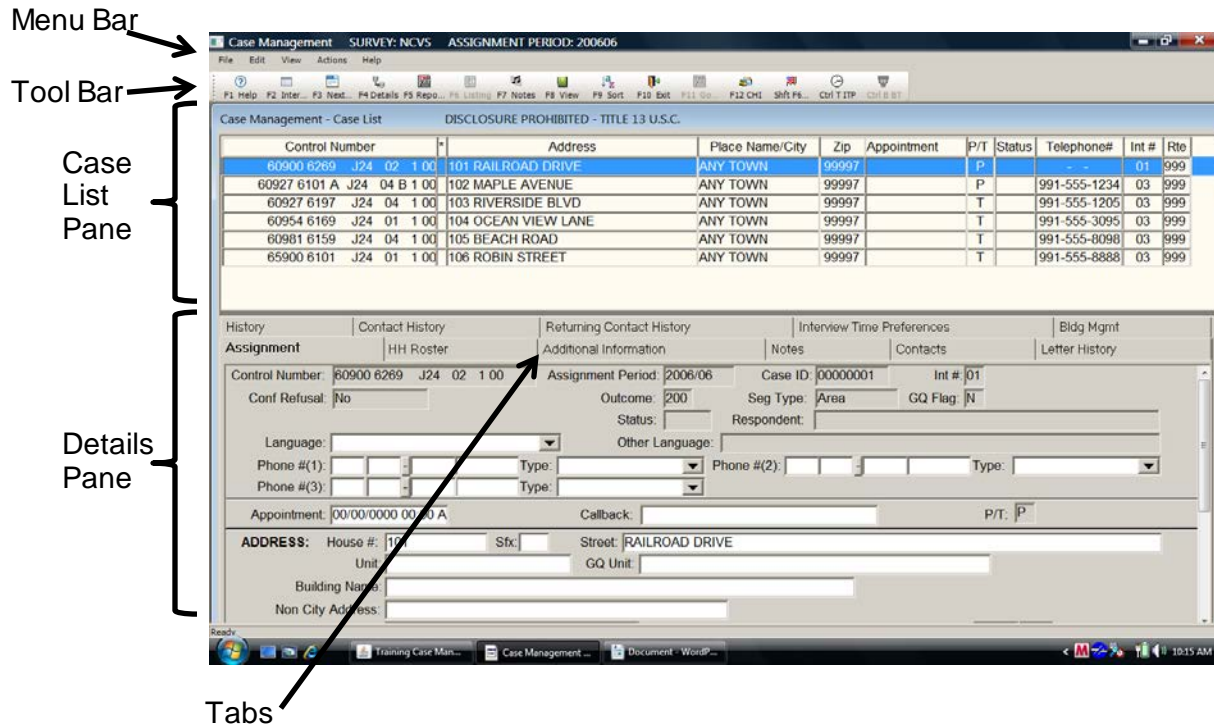 Menu Bar
Case Management SURVEY: NCVS ASSIGNMENT PERIOD: 200606
File Edit View Actions Help
Tool Bar
F1 Help F2 Inter... F3 Next... F4 Details F5 Repo... F6 Listing F7 Notes F8 View F9 Sort F10 Exit F11 Go... F12 CHI Shft F6... Ctrl T ITP Ctrl B BT
Case Management - Case List DISCLOSURE PROHIBITED - TITLE 13 U.S.C.
Case List Pane
Control Number * Address Place Name/City Zip Appointment P/T Status Telephone# Int # Rte
60900 6269 J24 02 1 00 101 RAILROAD DRIVE ANY TOWN 99997 P - - 01 999
60927 6101 A J24 04 B 1 00 102 MAPLE AVENUE ANY TOWN 99997 P 991-555-1234 03 999
60927 6197 J24 04 1 00 103 RIVERSIDE BLVD ANY TOWN 99997 T 991-555-1205 03 999
60954 6169 J24 01 1 00 104 OCEAN VIEW LANE ANY TOWN 99997 T 991-555-3095 03 999
60981 6159 J24 04 1 00 105 BEACH ROAD ANY TOWN 99997 T 991-555-8098 03 999
65900 6101 J24 01 1 00 106 ROBIN STREET ANY TOWN 99997 T 991-555-8888 03 999
History Contact History Returning Contact History Interview Time Preferences Bldg Mgmt
Assignment HH Roster Additional Information Notes Contacts Letter History
Details Pane
Control Number: 60900 6269 J24 02 1 00 Assignment Period: 2006/06 Case ID: 00000001 Int #: 01
Conf Refusal: No Outcome: 200 Seg Type: Area GQ Flag: N
Status: Respondent:
Language: Other Language:
Phone #(1): - Type: Phone #(2): - Type:
Phone #(3): - Type:
Appointment: 00/00/0000 00:00 A Callback: P/T: P
ADDRESS: House #: 101 Sfx: Street: RAILROAD DRIVE
Unit: GQ Unit:
Building Name:
Non City Address:
Ready
Training Case Man... Case Management ... Document - WordP... < M 10:15 AM
Tabs